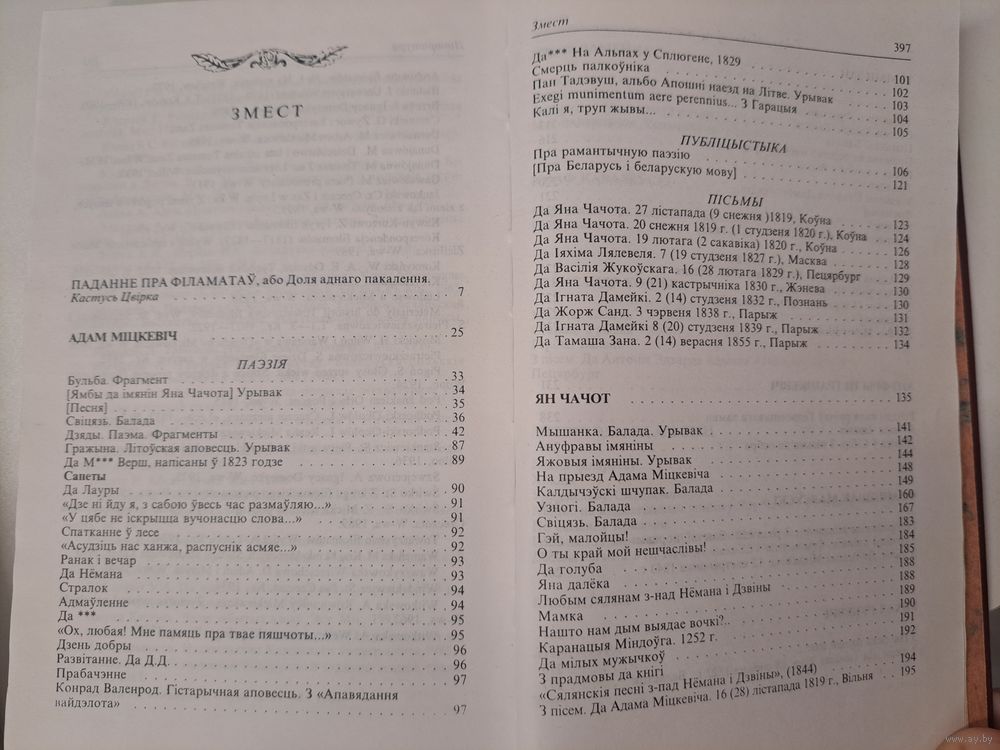 ЗМЕСТ
ПАДАННЕ ПРА ФІЛАМАТАЎ, або Доля аднаго пакалення.
Кастусь Цвірка 7
АДАМ МІЦКЕВІЧ 25
ПАЭЗІЯ
Бульба. Фрагмент 33
[Ямбы да імянін Яна Чачота] Урывак 34
[Песня] 35
Свіцязь. Балада 36
Дзяды. Паэма. Фрагменты 42
Гражына. Літоўская аповесць. Урывак 87
Да М*** Верш, напісаны ў 1823 годзе 89
Санеты
Да Лауры 90
«Дзе ні йду я, з сабою ўвесь час размаўляю...» 91
«У цябе не іскрыцца вучонасцю слова...» 91
Спатканне ў лесе 92
«Асудзіць нас ханжа, распуснік асмяе...» 92
Ранак і вечар 93
Да Нёмана 93
Стралок 94
Адмаўленне 94
Да *** 95
«Ох, любая! Мне памяць пра твае пяшчоты...» 95
Дзень добры 96
Развітанне. Да Д.Д. 96
Прабачэнне 97
Конрад Валенрод. Гістарычная аповесць. З «Апавядання
вайдэлота» 97
Змест 397
Да*** На Альпах у Сплюгене, 1829 101
Смерць палкоўніка 102
Пан Тадэвуш, альбо Апошні наезд на Літве. Урывак 103
Exegi munimentum aere perennius... З Гарацыя 104
Калі я, труп жывы... 105
ПУБЛІЦЫСТЫКА
Пра рамантычную паэзію 106
[Пра Беларусь і беларускую мову] 121
ПІСЬМЫ
Да Яна Чачота. 27 лістапада (9 снежня )1819, Коўна 123
Да Яна Чачота. 20 снежня 1819 г. (1 студзеня 1820 г.), Коўна 124
Да Яна Чачота. 19 лютага (2 сакавіка) 1820 г., Коўна 126
Да Іяхіма Лялевеля. 7 (19 студзеня 1827 г.), Масква 128
Да Васілія Жукоўскага. 16 (28 лютага 1829 г.), Пецярбург 129
Да Яна Чачота. 9 (21) кастрычніка 1830 г., Жэнева 130
Да Ігната Дамейкі. 2 (14) студзеня 1832 г., Познань 130
Да Жорж Санд. 3 чэрвеня 1838 г., Парыж 131
Да Ігната Дамейкі 8 (20) студзеня 1839 г., Парыж 132
Да Тамаша Зана. 2 (14) верасня 1855 г., Парыж 134
ЯН ЧАЧОТ 135
Мышанка. Балада. Урывак 141
Ануфравы імяніны 142
Яжовыя імяніны. Урывак 144
На прыезд Адама Міцкевіча 148
Калдычэўскі шчупак. Балада 149
Узногі. Балада 160
Свіцязь. Балада 167
Гэй, малойцы! 183
О ты край мой нешчаслівы! 184
Да голуба 185
Яна далёка 188
Любым сялянам з-над Нёмана і Дзвіны 188
Мамка 189
Нашто нам дым выядае вочкі?.. 190
Каранацыя Міндоўга. 1252 г. 191
Да мілых мужычкоў 192
З прадмовы да кнігі
«Сялянскія песні з-над Нёмана і Дзвіны», (1844) 194
З пісем. Да Адама Міцкевіча. 16 (28) лістапада 1819 г., Вільня 195
www.ay.by